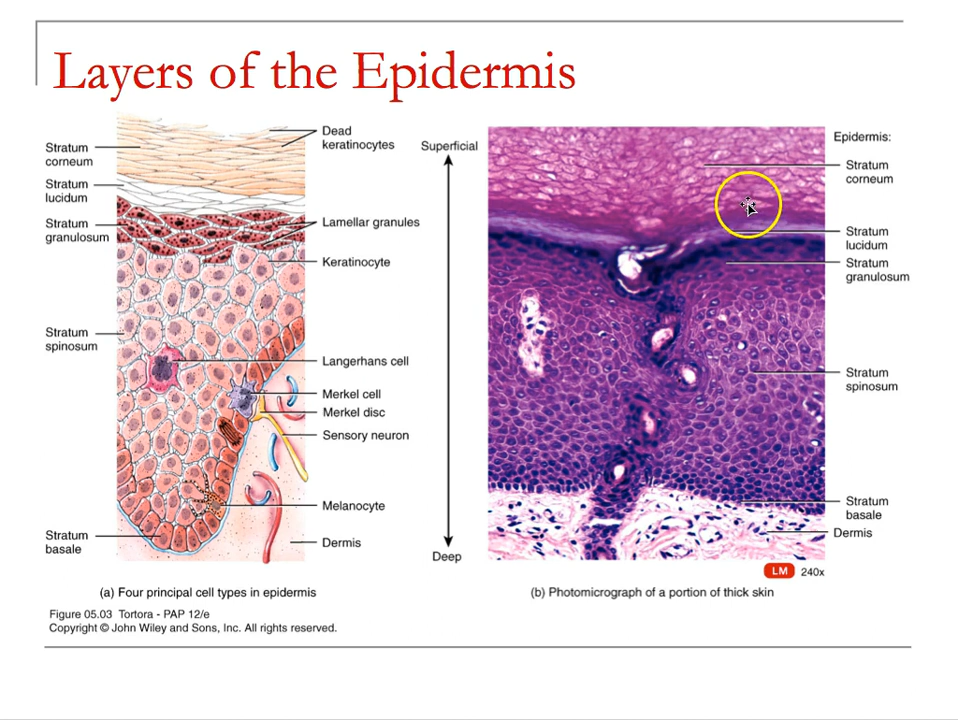 Layers of the Epidermis
Stratum
corneum
Stratum
lucidum
Stratum
granulosum
Stratum
spinosum
Stratum
basale
Dead
keratinocytes
Lamellar granules
Keratinocyte
Langerhans cell
Merkel cell
Merkel disc
Sensory neuron
Melanocyte
Dermis
Superficial
Deep
Epidermis:
Stratum
corneum
Stratum
lucidum
Stratum
granulosum
Stratum
spinosum
Stratum
basale
Dermis
LM 240x
(a) Four principal cell types in epidermis
(b) Photomicrograph of a portion of thick skin
Figure 05.03 Tortora - PAP 12/e
Copyright © John Wiley and Sons, Inc. All rights reserved.